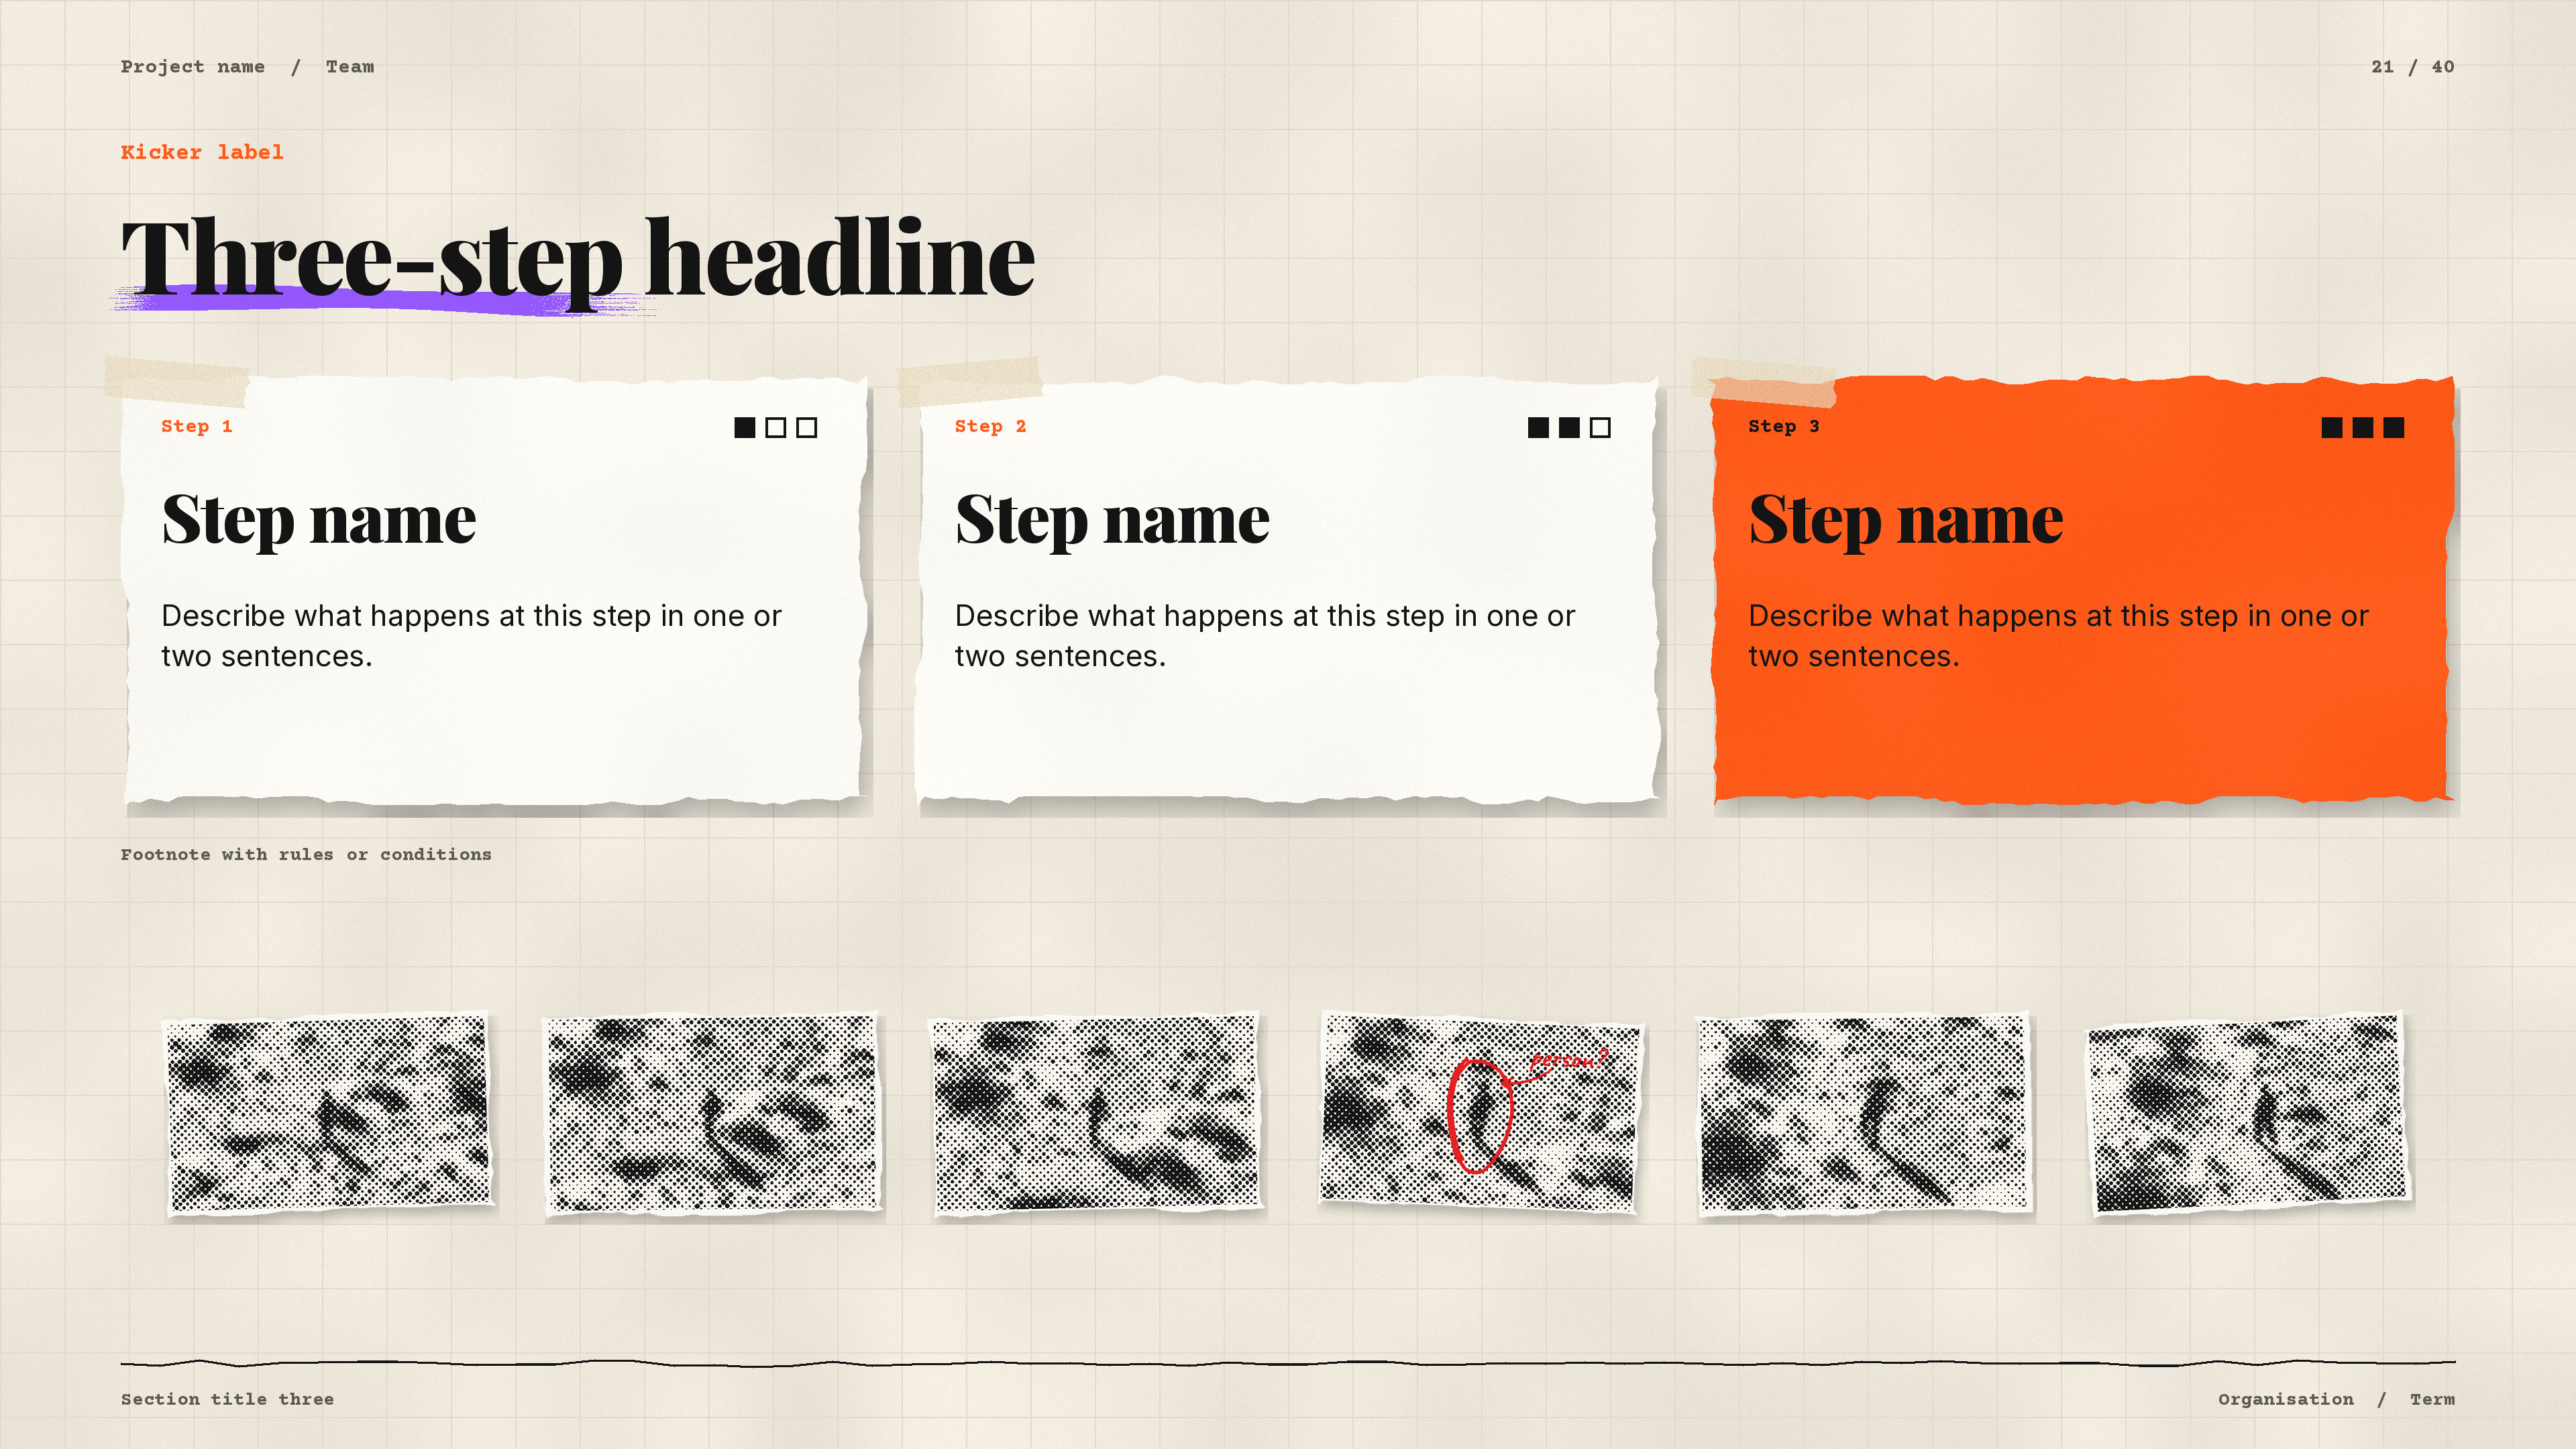 Project name / Team
21 / 40
Kicker label
Three-step headline
Step 1
Step name
Describe what happens at this step in one or
two sentences.
Step 2
Step name
Describe what happens at this step in one or
two sentences.
Step 3
Step name
Describe what happens at this step in one or
two sentences.
Footnote with rules or conditions
person?
Section title three
Organisation / Term